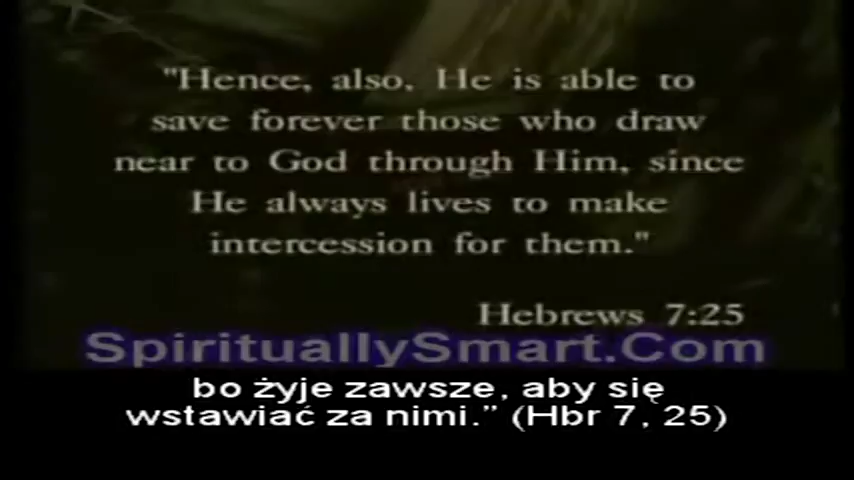 "Hence, also, He is able to
save forever those who draw
near to God through Him, since
He always lives to make
intercession for them."
Hebrews 7:25
SpirituallySmart.Com
bo żyje zawsze, aby się
wstawiać za nimi.” (Hbr 7, 25)